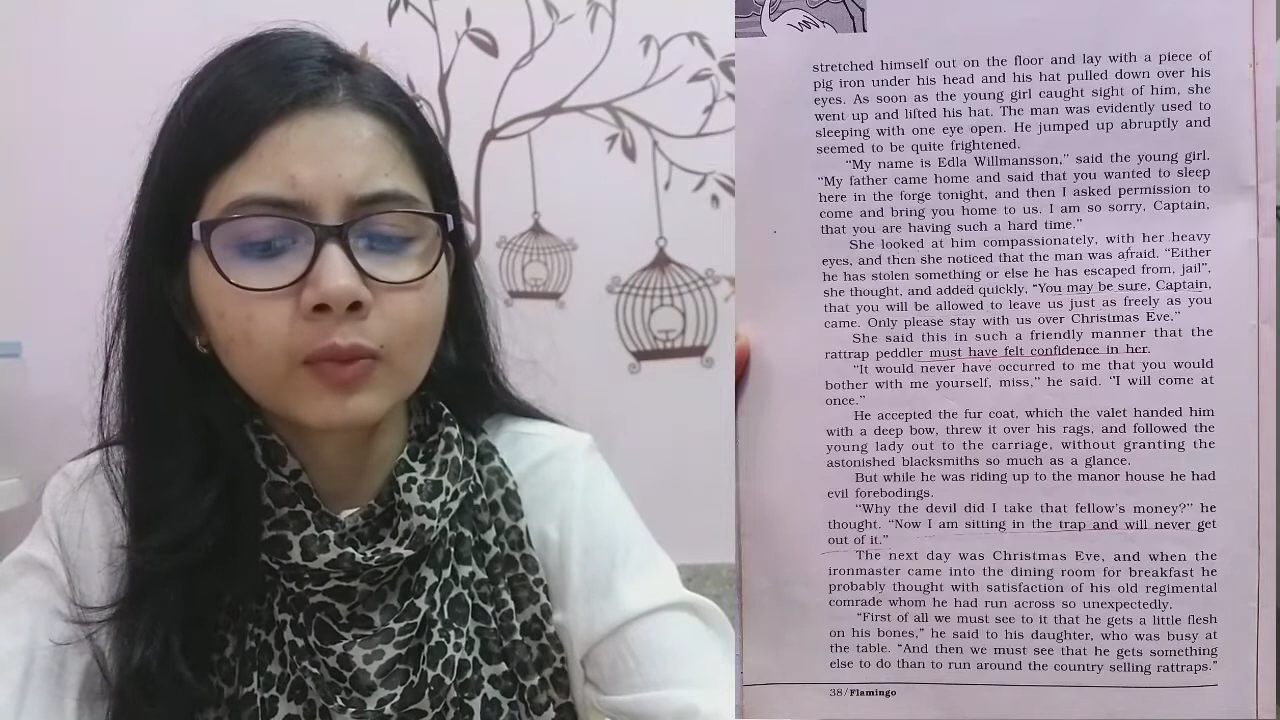 stretched himself out on the floor and lay with a piece of
pig iron under his head and his hat pulled down over his
eyes. As soon as the young girl caught sight of him, she
went up and lifted his hat. The man was evidently used to
sleeping with one eye open. He jumped up abruptly and
seemed to be quite frightened.
“My name is Edla Willmansson,” said the young girl.
“My father came home and said that you wanted to sleep
here in the forge tonight, and then I asked permission to
come and bring you home to us. I am so sorry, Captain,
that you are having such a hard time.”
She looked at him compassionately, with her heavy
eyes, and then she noticed that the man was afraid. “Either
he has stolen something or else he has escaped from, jail”,
she thought, and added quickly, “You may be sure, Captain,
that you will be allowed to leave us just as freely as you
came. Only please stay with us over Christmas Eve.”
She said this in such a friendly manner that the
rattrap peddler must have felt confidence in her.
“It would never have occurred to me that you would
bother with me yourself, miss,” he said. “I will come at
once.”
He accepted the fur coat, which the valet handed him
with a deep bow, threw it over his rags, and followed the
young lady out to the carriage, without granting the
astonished blacksmiths so much as a glance.
But while he was riding up to the manor house he had
evil forebodings.
“Why the devil did I take that fellow’s money?” he
thought. “Now I am sitting in the trap and will never get
out of it.”
The next day was Christmas Eve, and when the
ironmaster came into the dining room for breakfast he
probably thought with satisfaction of his old regimental
comrade whom he had run across so unexpectedly.
“First of all we must see to it that he gets a little flesh
on his bones,” he said to his daughter, who was busy at
the table. “And then we must see that he gets something
else to do than to run around the country selling rattraps.”
38/Flamingo